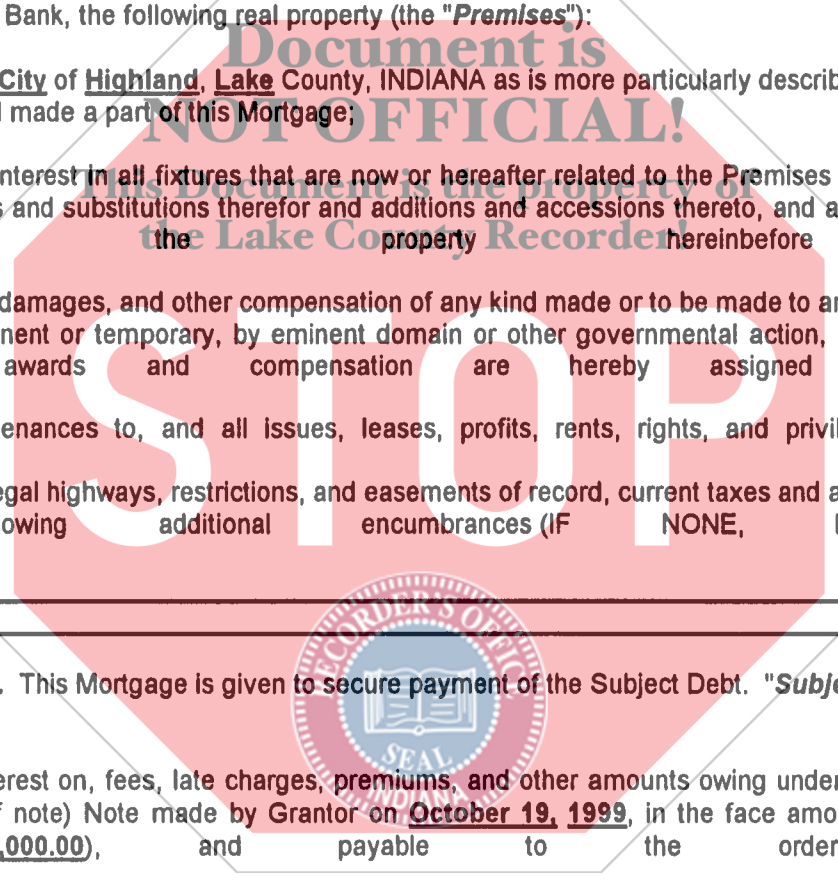 Bank, the following real property (the "Premises"):
Document is
City of Highland, Lake County, INDIANA as is more particularly describ
made a part of this Mortgage;
NOT OFFICIAL!
nterest in all fixtures that are now or hereafter related to the Premises
This Document is the property of
s and substitutions therefor and additions and accessions thereto, and a
the Lake County Recorder!
the property hereinbefore
damages, and other compensation of any kind made or to be made to an
nent or temporary, by eminent domain or other governmental action,
awards and compensation are hereby assigned
STOP
enances to, and all issues, leases, profits, rents, rights, and privil
egal highways, restrictions, and easements of record, current taxes and a
owing additional encumbrances (IF NONE,
RECORDER'S OFFICE
. This Mortgage is given to secure payment of the Subject Debt. "Subje
SEAL
INDIANA
erest on, fees, late charges, premiums, and other amounts owing under
f note) Note made by Grantor on October 19, 1999, in the face amo
,000.00), and payable to the order